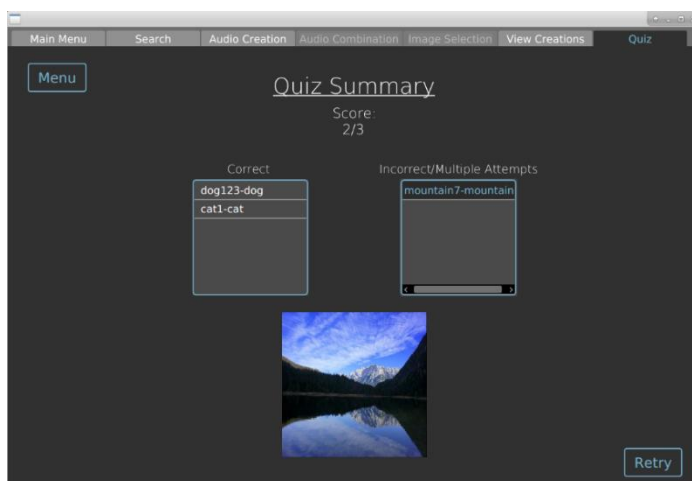 Main Menu Search Audio Creation Audio Combination Image Selection View Creations Quiz
Menu
Quiz Summary
Score:
2/3
Correct Incorrect/Multiple Attempts
dog123-dog mountain7-mountain
cat1-cat
Retry